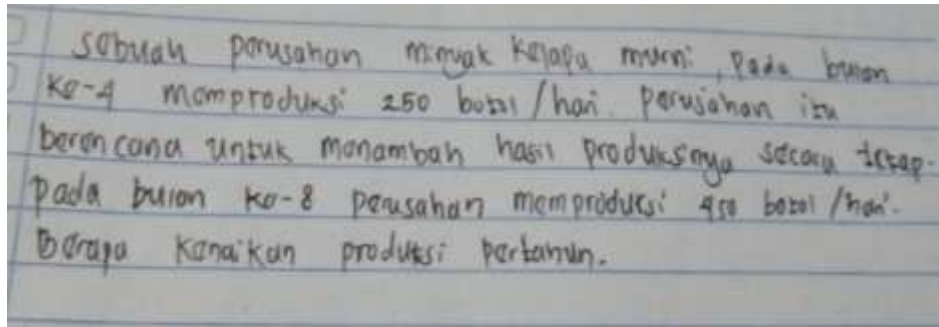 Sebuah perusahan minyak kelapa murni, pada bulan
Ke-4 memproduksi 250 botol/hari. perusahan itu
berencana untuk menambah hasil produksinya secara tetap.
pada bulan ke-8 perusahan memproduksi 450 botol/hari.
Berapa kenaikan produksi pertahun.